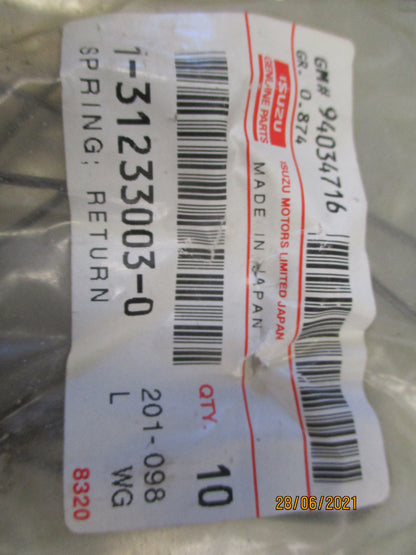 GM# 94034716
GR. 0.874
ISUZU
GENUINE PARTS
ISUZU MOTORS LIMITED JAPAN
MADE IN JAPAN
1-31233003-0
SPRING; RETURN
QTY. 10
201-098
L WG
8320
28/06/2021